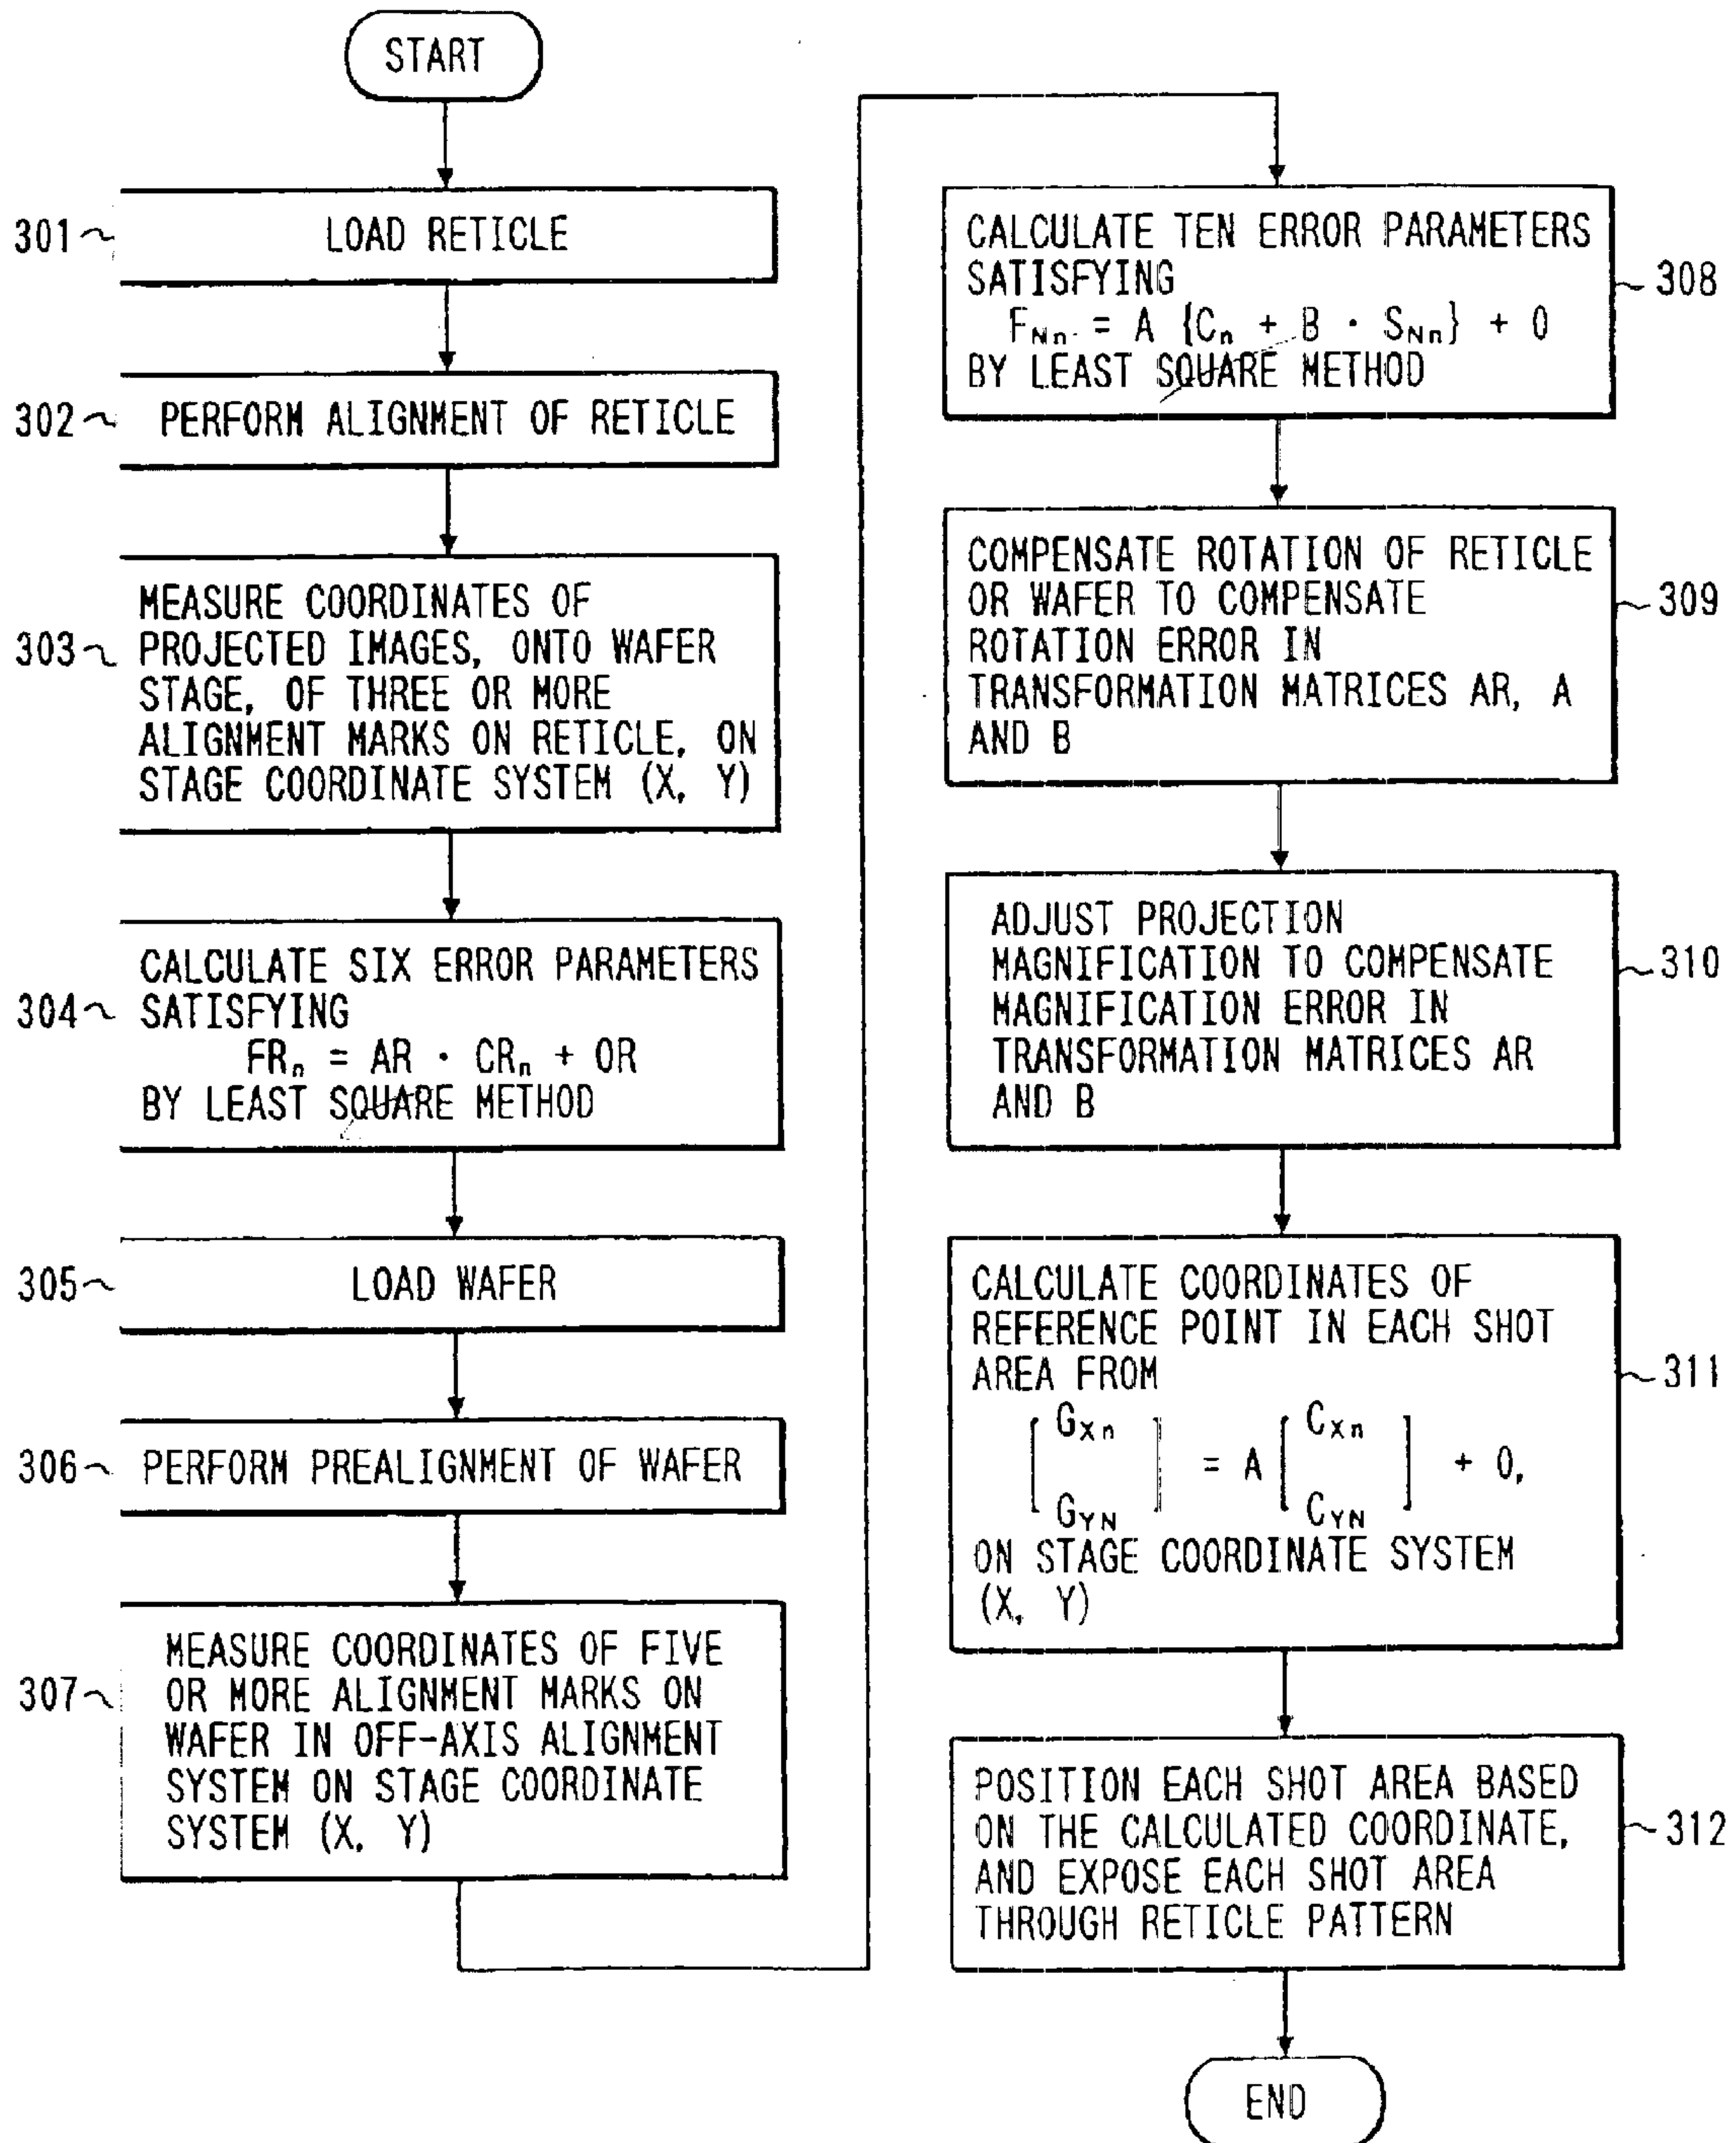 START
301
LOAD RETICLE
302
PERFORM ALIGNMENT OF RETICLE
303
MEASURE COORDINATES OF
PROJECTED IMAGES, ONTO WAFER
STAGE, OF THREE OR MORE
ALIGNMENT MARKS ON RETICLE, ON
STAGE COORDINATE SYSTEM (X, Y)
304
CALCULATE SIX ERROR PARAMETERS
SATISFYING
FRn = AR · CRn + OR
BY LEAST SQUARE METHOD
305
LOAD WAFER
306
PERFORM PREALIGNMENT OF WAFER
307
MEASURE COORDINATES OF FIVE
OR MORE ALIGNMENT MARKS ON
WAFER IN OFF-AXIS ALIGNMENT
SYSTEM ON STAGE COORDINATE
SYSTEM (X, Y)
308
CALCULATE TEN ERROR PARAMETERS
SATISFYING
FNn = A {Cn + B · SNn} + O
BY LEAST SQUARE METHOD
309
COMPENSATE ROTATION OF RETICLE
OR WAFER TO COMPENSATE
ROTATION ERROR IN
TRANSFORMATION MATRICES AR, A
AND B
310
ADJUST PROJECTION
MAGNIFICATION TO COMPENSATE
MAGNIFICATION ERROR IN
TRANSFORMATION MATRICES AR
AND B
311
CALCULATE COORDINATES OF
REFERENCE POINT IN EACH SHOT
AREA FROM
[GXn GYN] = A [CXn CYN] + O,
ON STAGE COORDINATE SYSTEM
(X, Y)
312
POSITION EACH SHOT AREA BASED
ON THE CALCULATED COORDINATE,
AND EXPOSE EACH SHOT AREA
THROUGH RETICLE PATTERN
END